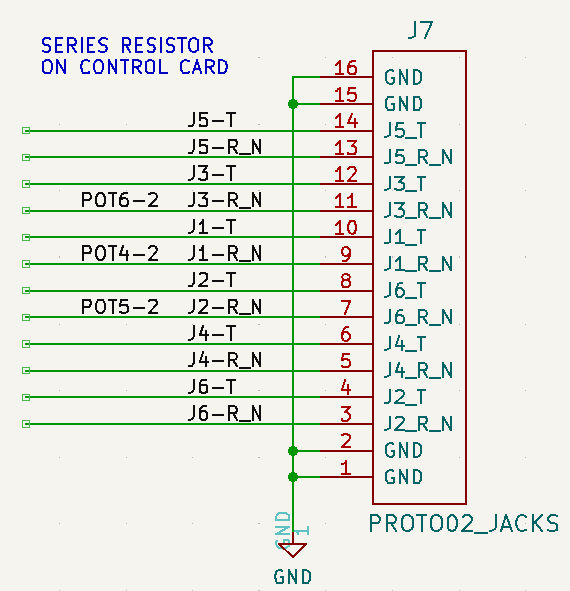 J7
SERIES RESISTOR
ON CONTROL CARD
16 GND
15 GND
J5-T 14 J5_T
J5-R_N 13 J5_R_N
J3-T 12 J3_T
POT6-2 J3-R_N 11 J3_R_N
J1-T 10 J1_T
POT4-2 J1-R_N 9 J1_R_N
J2-T 8 J6_T
POT5-2 J2-R_N 7 J6_R_N
J4-T 6 J4_T
J4-R_N 5 J4_R_N
J6-T 4 J2_T
J6-R_N 3 J2_R_N
2 GND
1 GND
PROTO02_JACKS
GND 1
GND